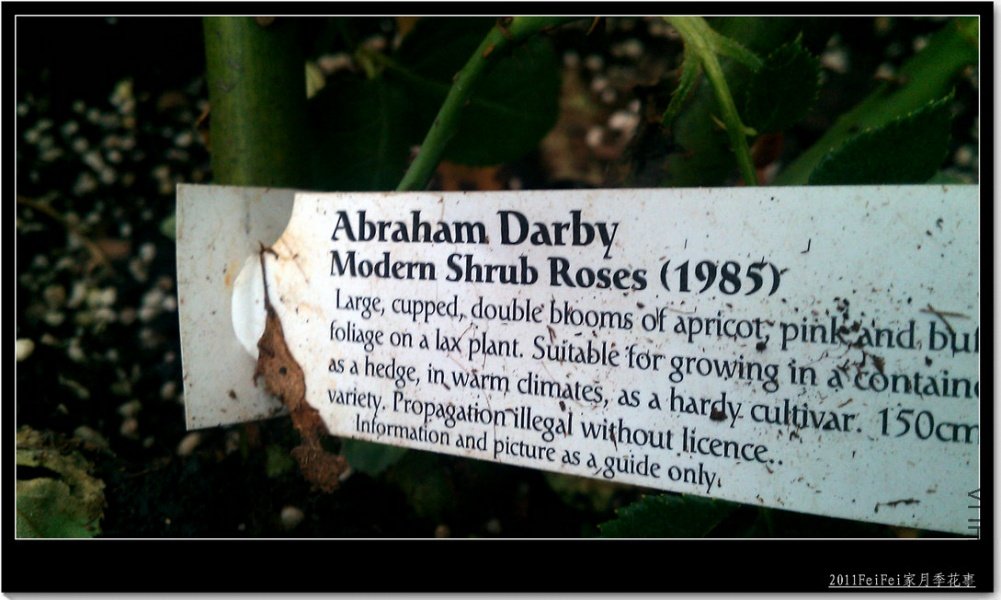 Abraham Darby
Modern Shrub Roses (1985)
Large, cupped, double blooms of apricot, pink and
foliage on a lax plant. Suitable for growing in a
as a hedge, in warm climates, as a hardy cultivar. 150cm
variety. Propagation illegal without licence..
Information and picture as a guide only.
2011FeiFei家月季花事